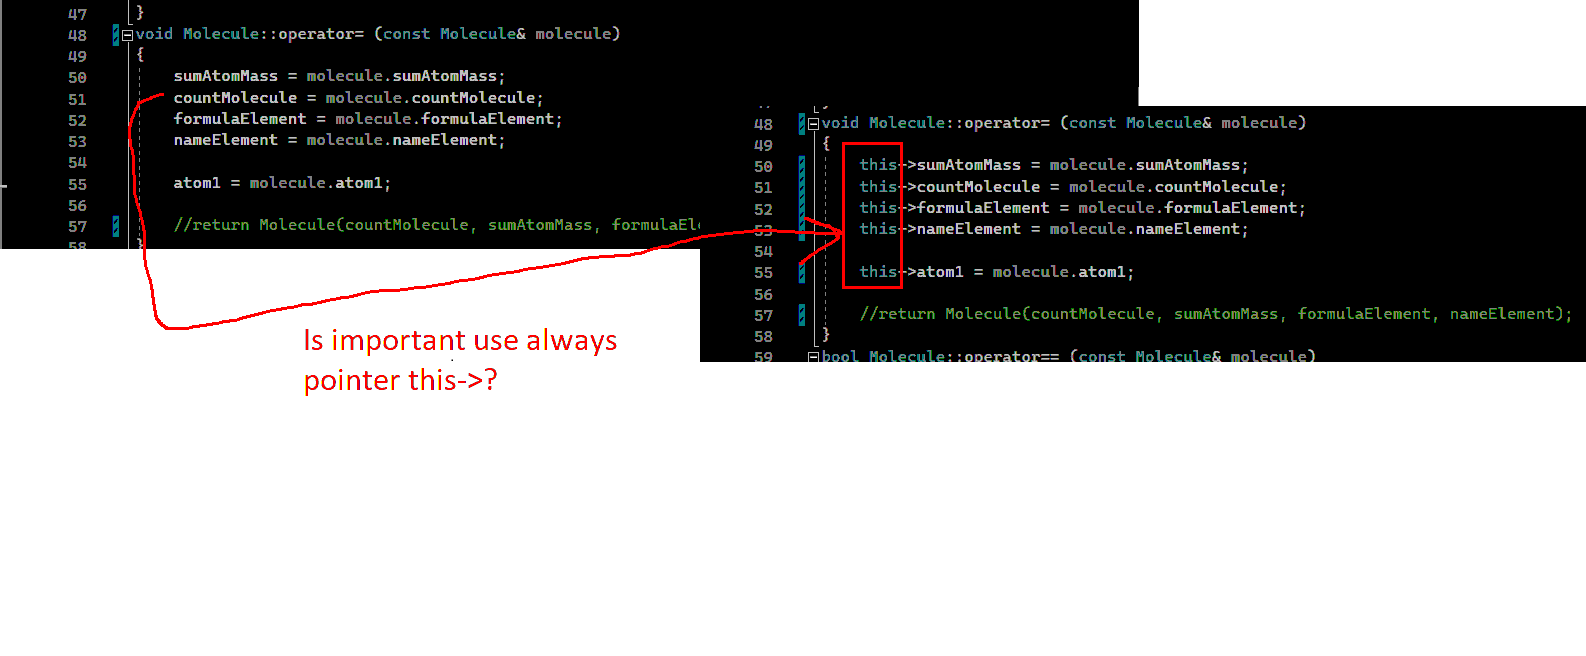 47 }
48 void Molecule::operator= (const Molecule& molecule)
49 {
50 sumAtomMass = molecule.sumAtomMass;
51 countMolecule = molecule.countMolecule;
52 formulaElement = molecule.formulaElement;
53 nameElement = molecule.nameElement;
54
55 atom1 = molecule.atom1;
56
57 //return Molecule(countMolecule, sumAtomMass, formulaEl
58 }
48 void Molecule::operator= (const Molecule& molecule)
49 {
50 this->sumAtomMass = molecule.sumAtomMass;
51 this->countMolecule = molecule.countMolecule;
52 this->formulaElement = molecule.formulaElement;
53 this->nameElement = molecule.nameElement;
54
55 this->atom1 = molecule.atom1;
56
57 //return Molecule(countMolecule, sumAtomMass, formulaElement, nameElement);
58 }
59 bool Molecule::operator== (const Molecule& molecule)
Is important use always
pointer this->?